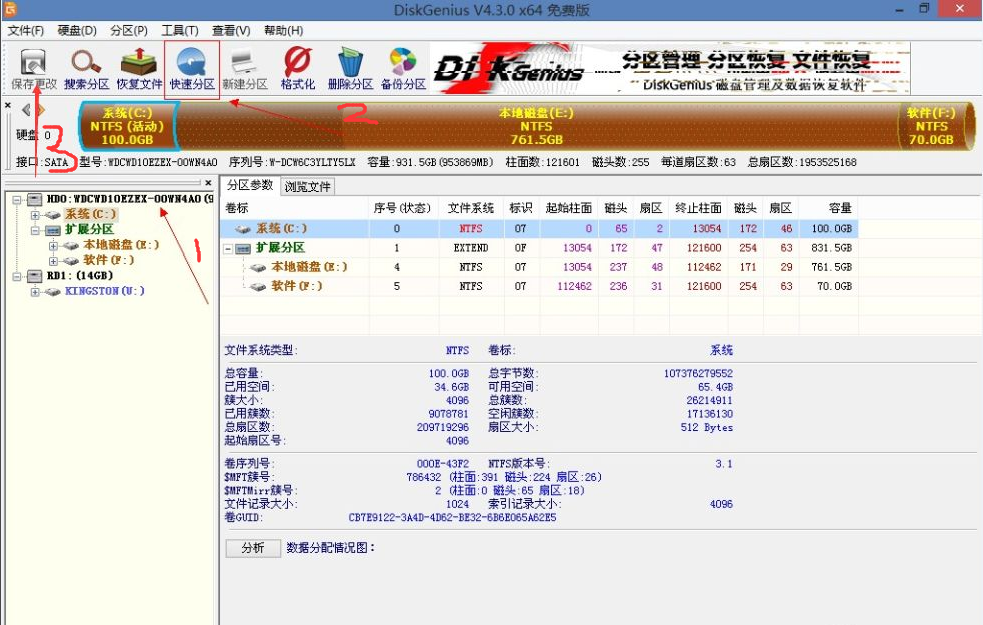 DiskGenius V4.3.0 x64 免费版
文件(F) 硬盘(D) 分区(P) 工具(T) 查看(V) 帮助(H)
保存更改 搜索分区 恢复文件 快速分区 新建分区 格式化 删除分区 备份分区
DiskGenius 分区管理 分区恢复 文件恢复
DiskGenius 磁盘管理及数据恢复软件
2
3
系统(C:)
NTFS (活动)
100.0GB
本地磁盘(E:)
NTFS
761.5GB
软件(F:)
NTFS
70.0GB
硬盘 0
接口:SATA 型号:WDCWD10EZEX-00WN4A0 序列号:W-DCW6C3YLTY5LX 容量:931.5GB(953869MB) 柱面数:121601 磁头数:255 每道扇区数:63 总扇区数:1953525168
HD0:WDCWD10EZEX-00WN4A0(9
系统(C:)
扩展分区
本地磁盘(E:)
软件(F:)
RD1:(14GB)
KINGSTON(U:)
1
分区参数 浏览文件
卷标 序号(状态) 文件系统 标识 起始柱面 磁头 扇区 终止柱面 磁头 扇区 容量
系统(C:) 0 NTFS 07 0 65 2 13054 172 46 100.0GB
扩展分区 1 EXTEND 0F 13054 172 47 121600 254 63 831.5GB
本地磁盘(E:) 4 NTFS 07 13054 237 48 112462 171 29 761.5GB
软件(F:) 5 NTFS 07 112462 236 31 121600 254 63 70.0GB
文件系统类型: NTFS 卷标: 系统
总容量: 100.0GB 总字节数: 107376279552
已用空间: 34.6GB 可用空间: 65.4GB
簇大小: 4096 总簇数: 26214911
已用簇数: 9078781 空闲簇数: 17136130
总扇区数: 209719296 扇区大小: 512 Bytes
起始扇区号: 4096
卷序列号: 000E-43F2 NTFS版本号: 3.1
$MFT簇号: 786432 (柱面:391 磁头:224 扇区:26)
$MFTMirr簇号: 2 (柱面:0 磁头:65 扇区:18)
文件记录大小: 1024 索引记录大小: 4096
卷GUID: CB7E9122-3A4D-4D62-BE32-6B6E065A62E5
分析 数据分配情况图: